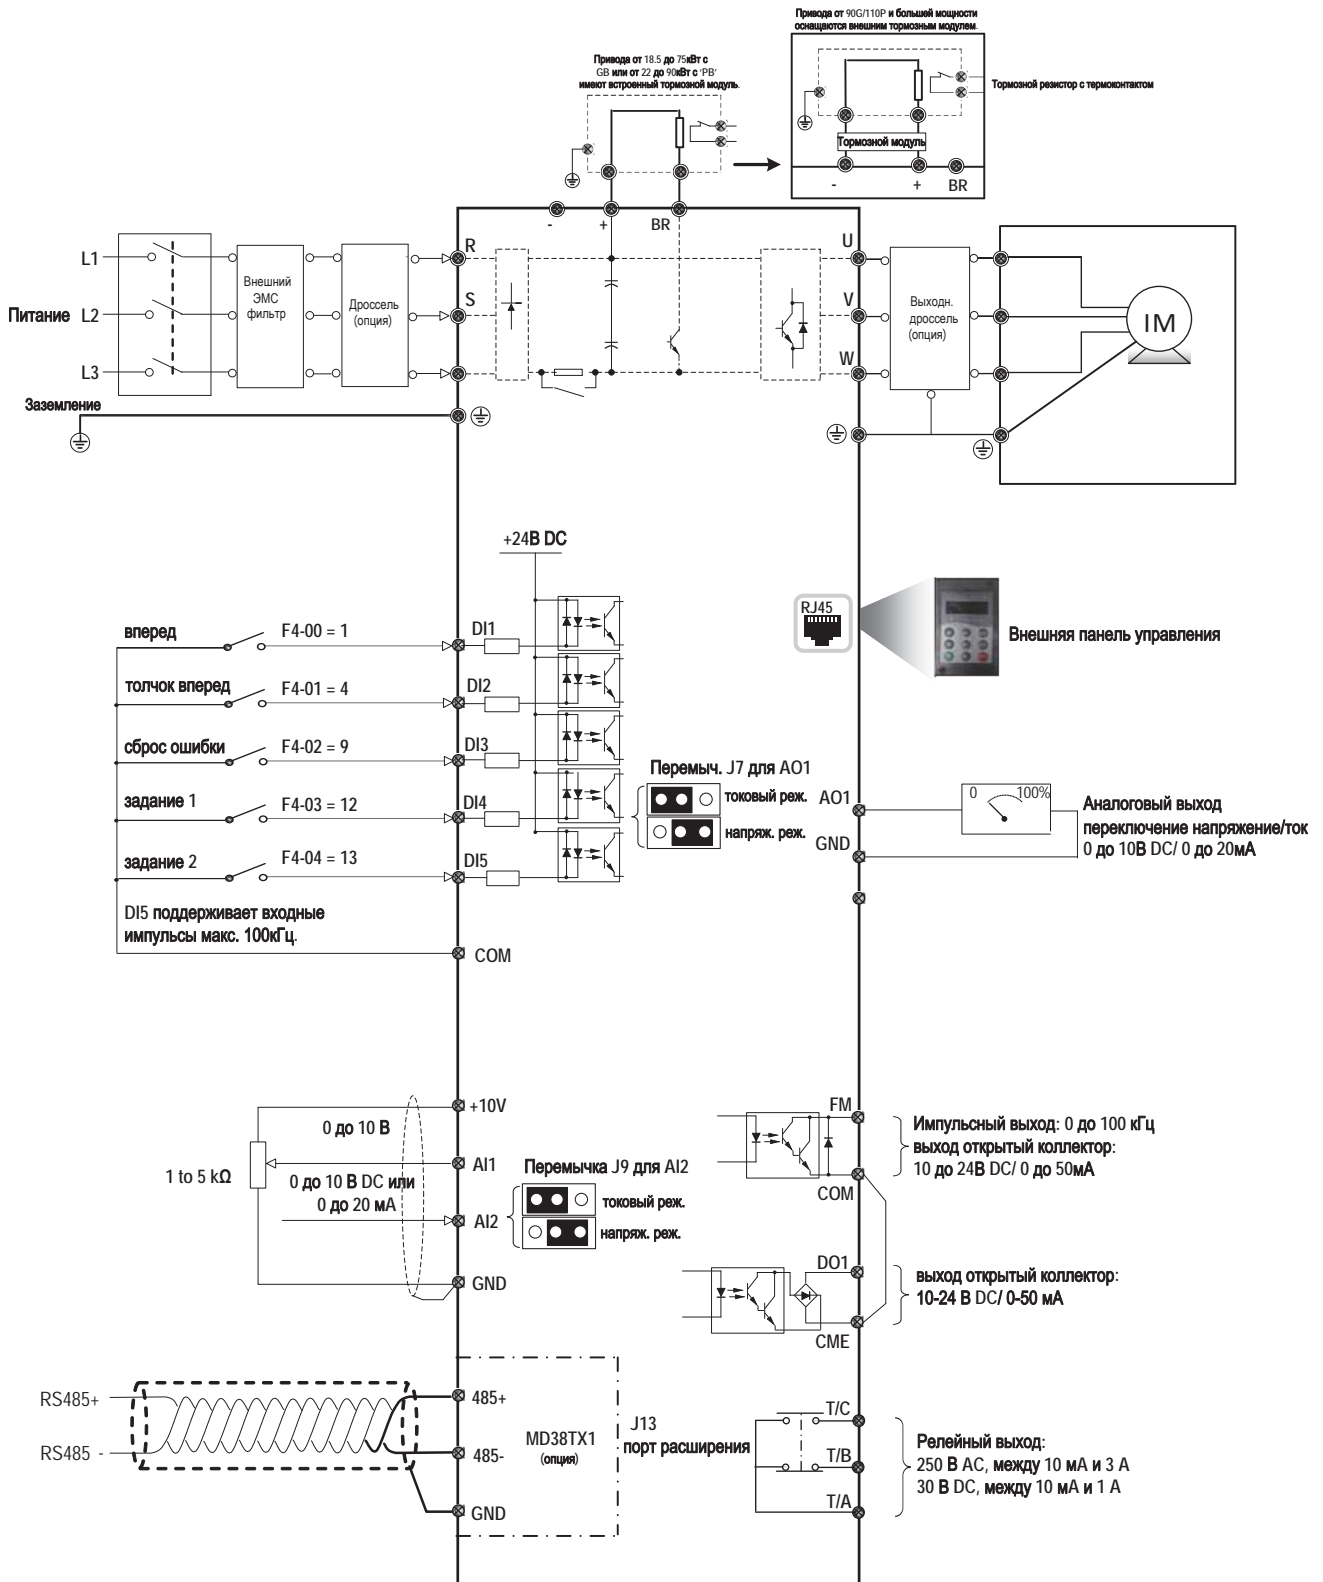 Привода от 90G/110P и большей мощности
оснащаются внешним тормозным модулем.
Привода от 18.5 до 75кВт с
GB или от 22 до 90кВт с 'PB'
имеют встроенный тормозной модуль.
Тормозной резистор с термоконтактом
Тормозной модуль
-
+
BR
-
+
BR
R
S
U
V
W
L1
Питание
L2
L3
Внешний
ЭМС
фильтр
Дроссель
(опция)
Выходн.
дроссель
(опция)
IM
Заземление
+24В DC
RJ45
Внешняя панель управления
вперед
F4-00 = 1
DI1
толчок вперед
F4-01 = 4
DI2
сброс ошибки
F4-02 = 9
DI3
задание 1
F4-03 = 12
DI4
задание 2
F4-04 = 13
DI5
DI5 поддерживает входные
импульсы макс. 100кГц.
COM
Перемыч. J7 для AO1
токовый реж.
напряж. реж.
AO1
GND
0
100%
Аналоговый выход
переключение напряжение/ток
0 до 10В DC/ 0 до 20мА
+10V
0 до 10 В
1 to 5 kΩ
AI1
0 до 10 В DC или
0 до 20 мА
AI2
GND
Перемычка J9 для AI2
токовый реж.
напряж. реж.
FM
COM
Импульсный выход: 0 до 100 кГц
выход открытый коллектор:
10 до 24В DC/ 0 до 50мА
DO1
CME
выход открытый коллектор:
10-24 В DC/ 0-50 мА
RS485+
RS485 -
485+
485-
GND
MD38TX1
(опция)
J13
порт расширения
T/C
T/B
T/A
Релейный выход:
250 В AC, между 10 мА и 3 А
30 В DC, между 10 мА и 1 А